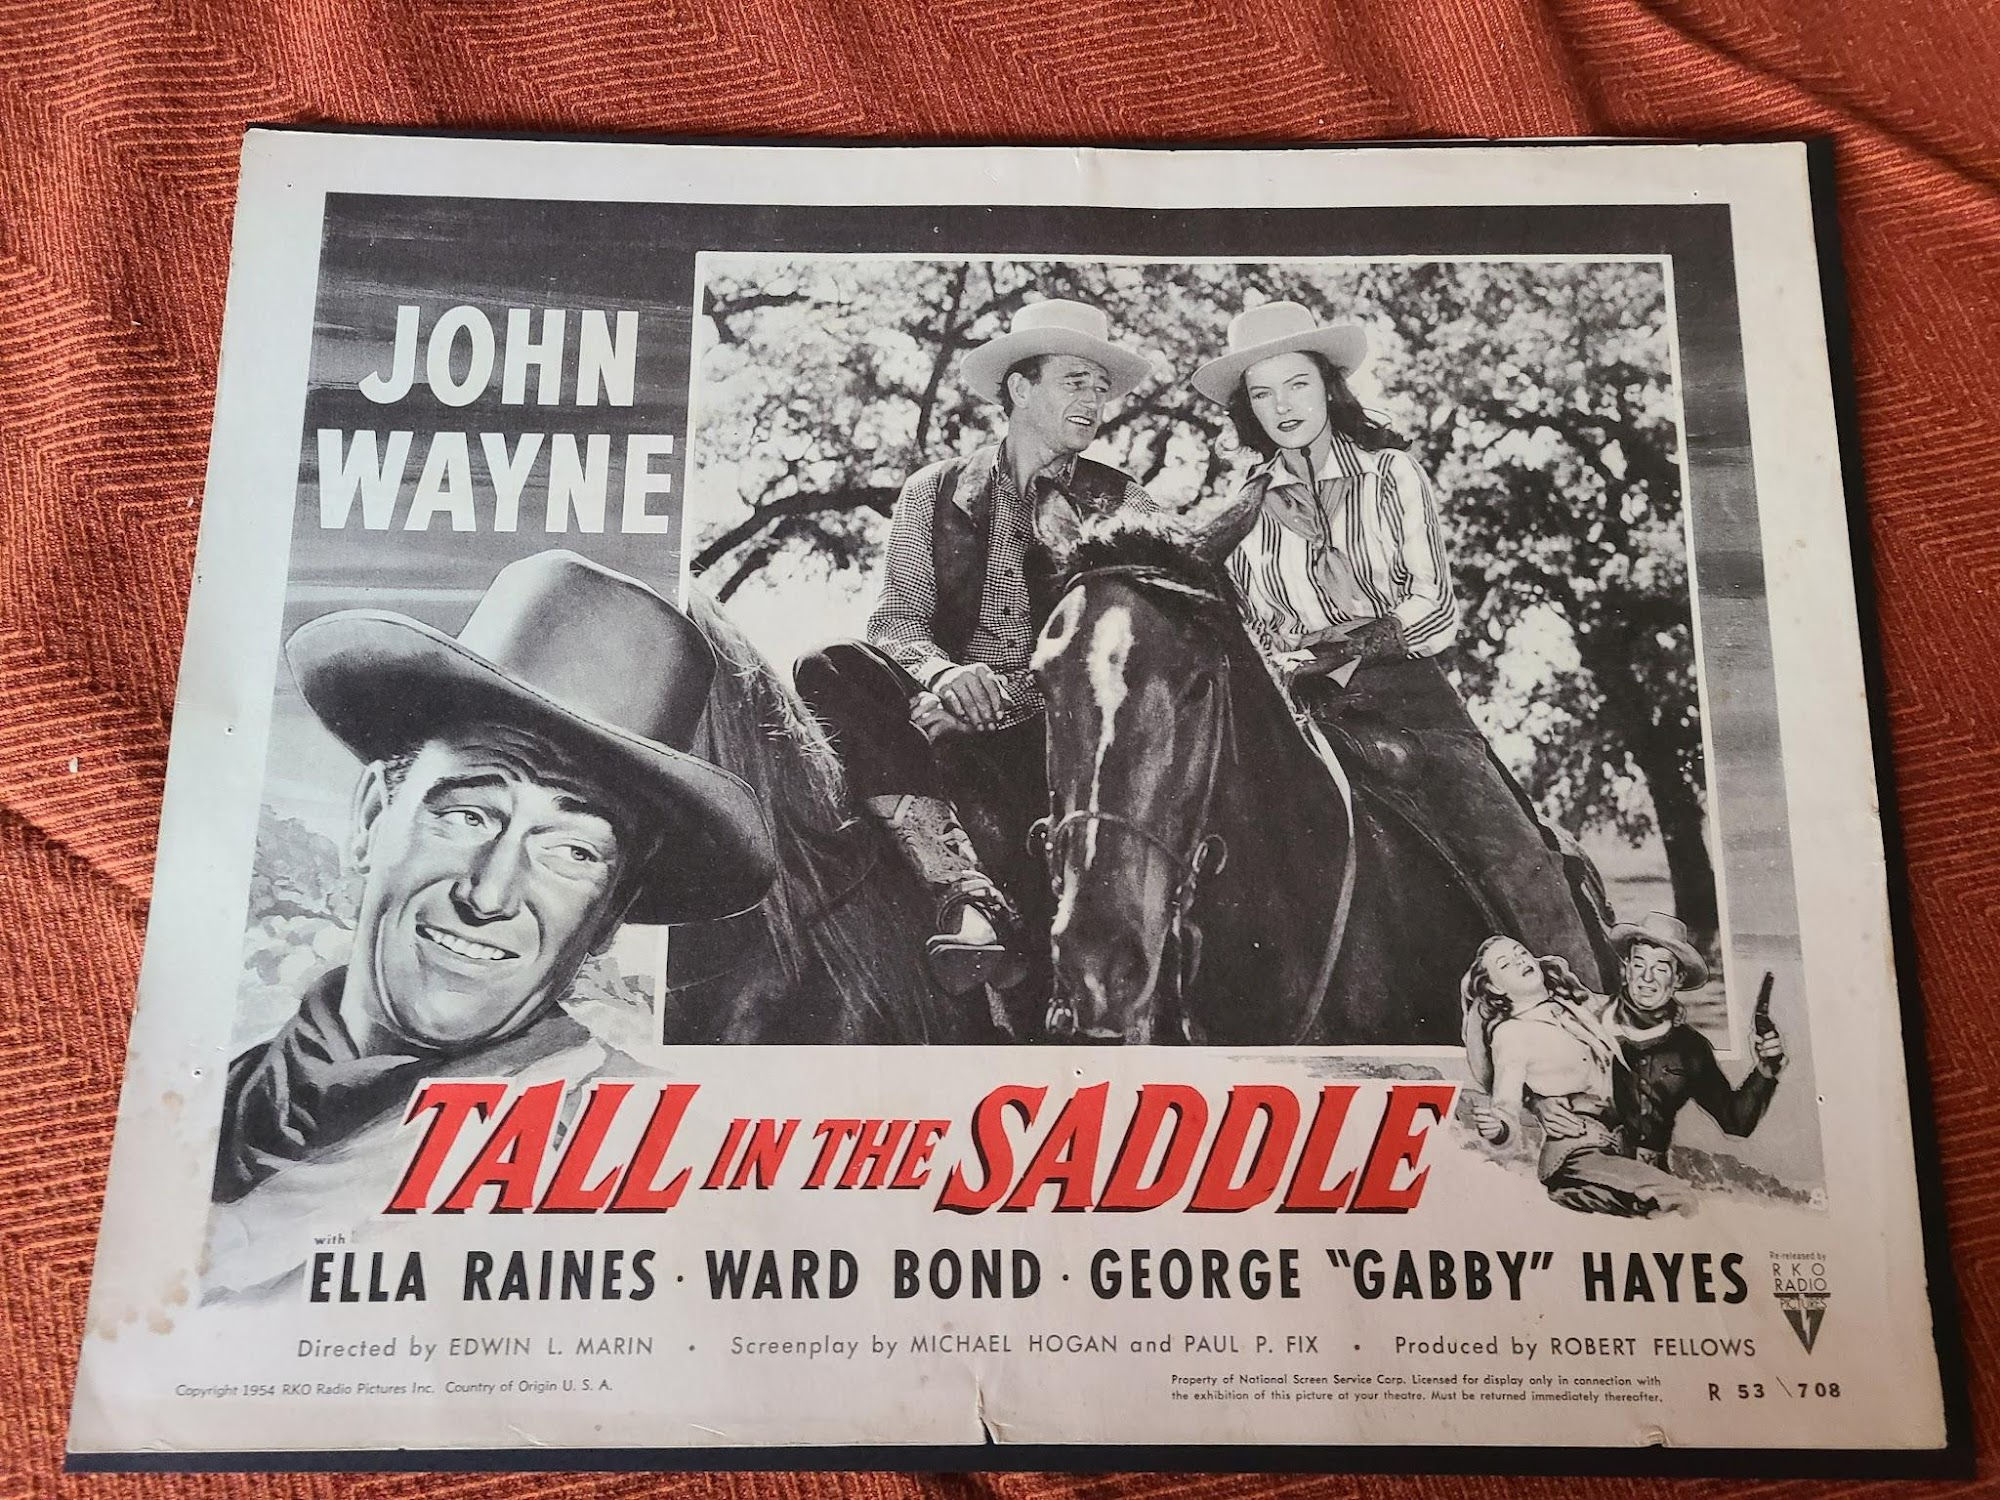 JOHN
WAYNE
TALL IN THE SADDLE
with
ELLA RAINES · WARD BOND · GEORGE "GABBY" HAYES
Re-released by
RKO
RADIO
PICTURES
Directed by EDWIN L. MARIN • Screenplay by MICHAEL HOGAN and PAUL P. FIX • Produced by ROBERT FELLOWS
Copyright 1954 RKO Radio Pictures Inc. Country of Origin U. S. A.
Property of National Screen Service Corp. Licensed for display only in connection with
the exhibition of this picture at your theatre. Must be returned immediately thereafter.
R 53 \ 708